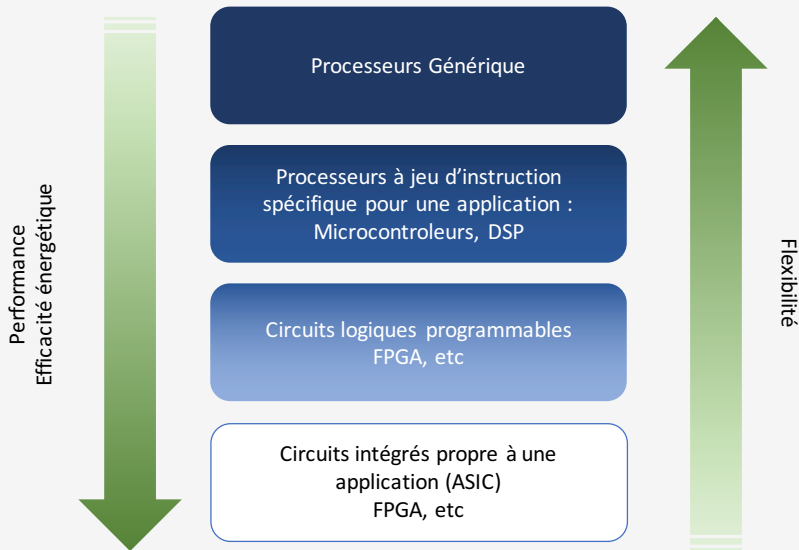 Processeurs Générique
Processeurs à jeu d’instruction
spécifique pour une application :
Microcontroleurs, DSP
Performance
Efficacité énergétique
Flexibilité
Circuits logiques programmables
FPGA, etc
Circuits intégrés propre à une
application (ASIC)
FPGA, etc